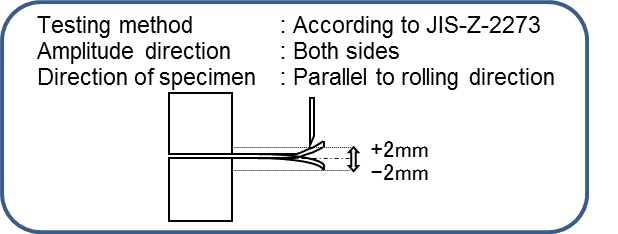 Testing method : According to JIS-Z-2273
Amplitude direction : Both sides
Direction of specimen : Parallel to rolling direction
+2mm
−2mm